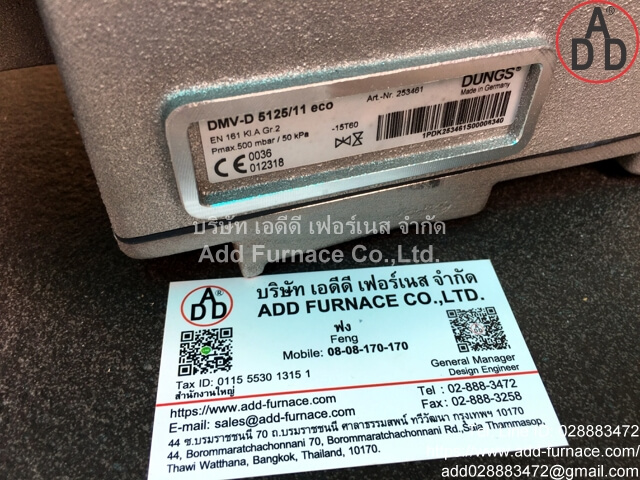 ADD
DUNGS®
Made in Germany
DMV-D 5125/11 eco
Art.-Nr. 253461
EN 161 Kl.A Gr.2
Pmax.500 mbar / 50 kPa
-15T60
CE 0036
012318
1PDK253461S00008340
บริษัท เอดีดี เฟอร์เนส จำกัด
Add Furnace Co.,Ltd.
ADD
บริษัท เอดีดี เฟอร์เนส จำกัด
ADD FURNACE CO.,LTD.
ฟง
Feng
Mobile: 08-08-170-170
General Manager
Design Engineer
Tax ID: 0115 5530 1315 1
สำนักงานใหญ่
Tel : 02-888-3472
Fax : 02-888-3258
https://www.add-furnace.com
E-mail: sales@add-furnace.com
44 ซ.บรมราชชนนี 70 ถ.บรมราชชนนี ศาลาธรรมสพน์ ทวีวัฒนา กรุงเทพฯ 10170
44 Borommaratchachonnani 70, Borommaratchachonnani Rd., Sala Thammasop,
Thawi Watthana, Bangkok, Thailand, 10170.
028883472
http://www.add-furnace.com/
add028883472@gmail.com